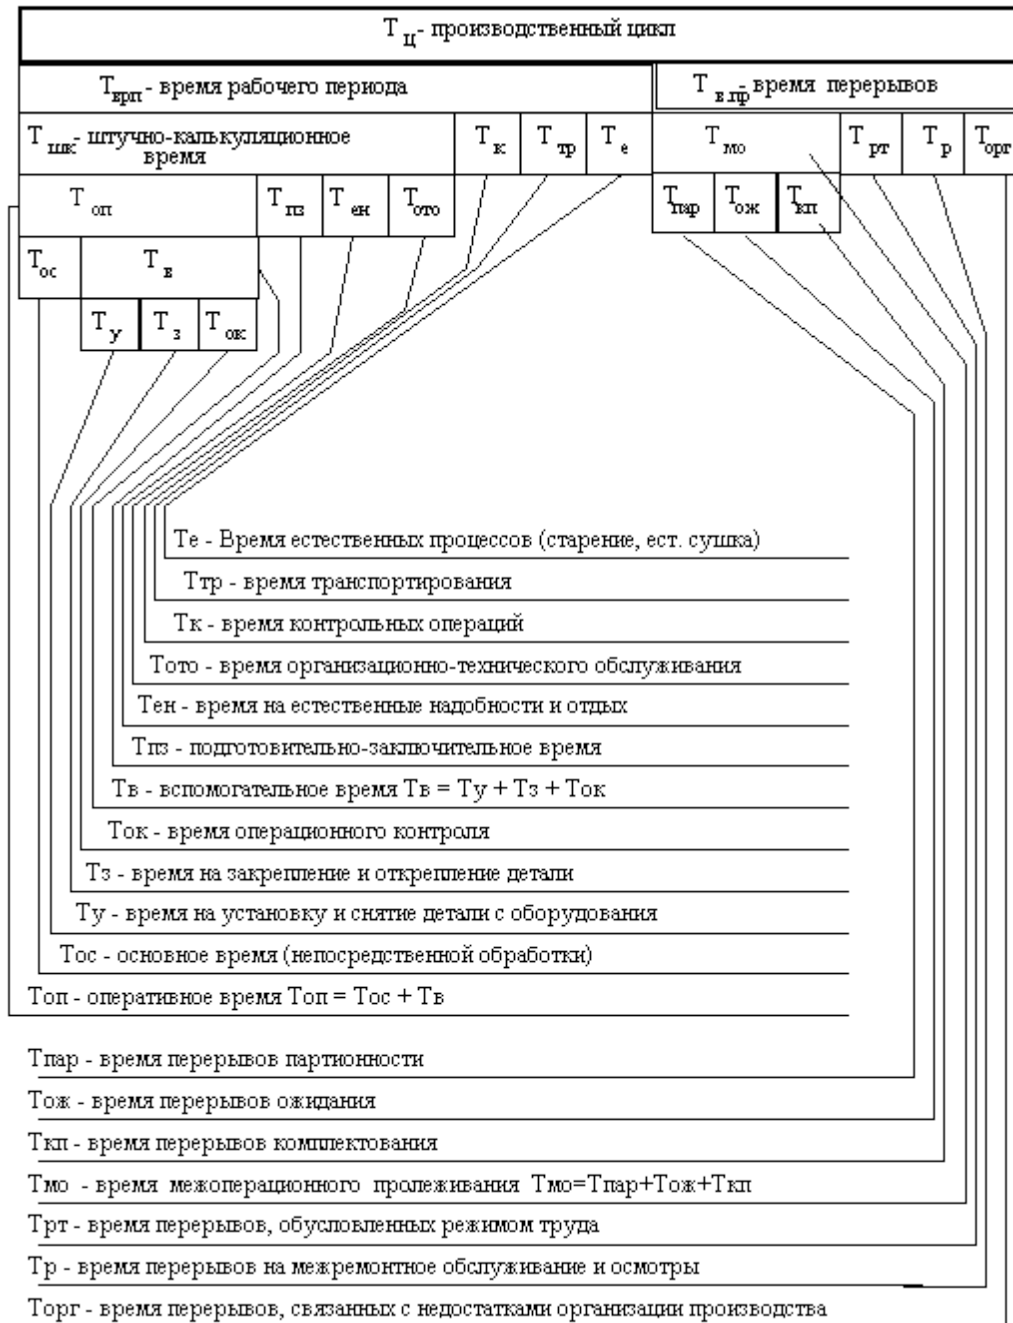 Тц - производственный цикл
Тврп - время рабочего периода
Тв.пр - время перерывов
Тшк - штучно-калькуляционное
время
Тк
Ттр
Те
Тмо
Трт
Тр
Торг
Топ
Тпз
Тен
Тото
Тпар
Тож
Ткп
Тос
Тв
Ту
Тз
Ток
Те - Время естественных процессов (старение, ест. сушка)
Ттр - время транспортирования
Тк - время контрольных операций
Тото - время организационно-технического обслуживания
Тен - время на естественные надобности и отдых
Тпз - подготовительно-заключительное время
Тв - вспомогательное время Тв = Ту + Тз + Ток
Ток - время операционного контроля
Тз - время на закрепление и открепление детали
Ту - время на установку и снятие детали с оборудования
Тос - основное время (непосредственной обработки)
Топ - оперативное время Топ = Тос + Тв
Тпар - время перерывов партионности
Тож - время перерывов ожидания
Ткп - время перерывов комплектования
Тмо - время межоперационного пролеживания Тмо=Тпар+Тож+Ткп
Трт - время перерывов, обусловленных режимом труда
Тр - время перерывов на межремонтное обслуживание и осмотры
Торг - время перерывов, связанных с недостатками организации производства